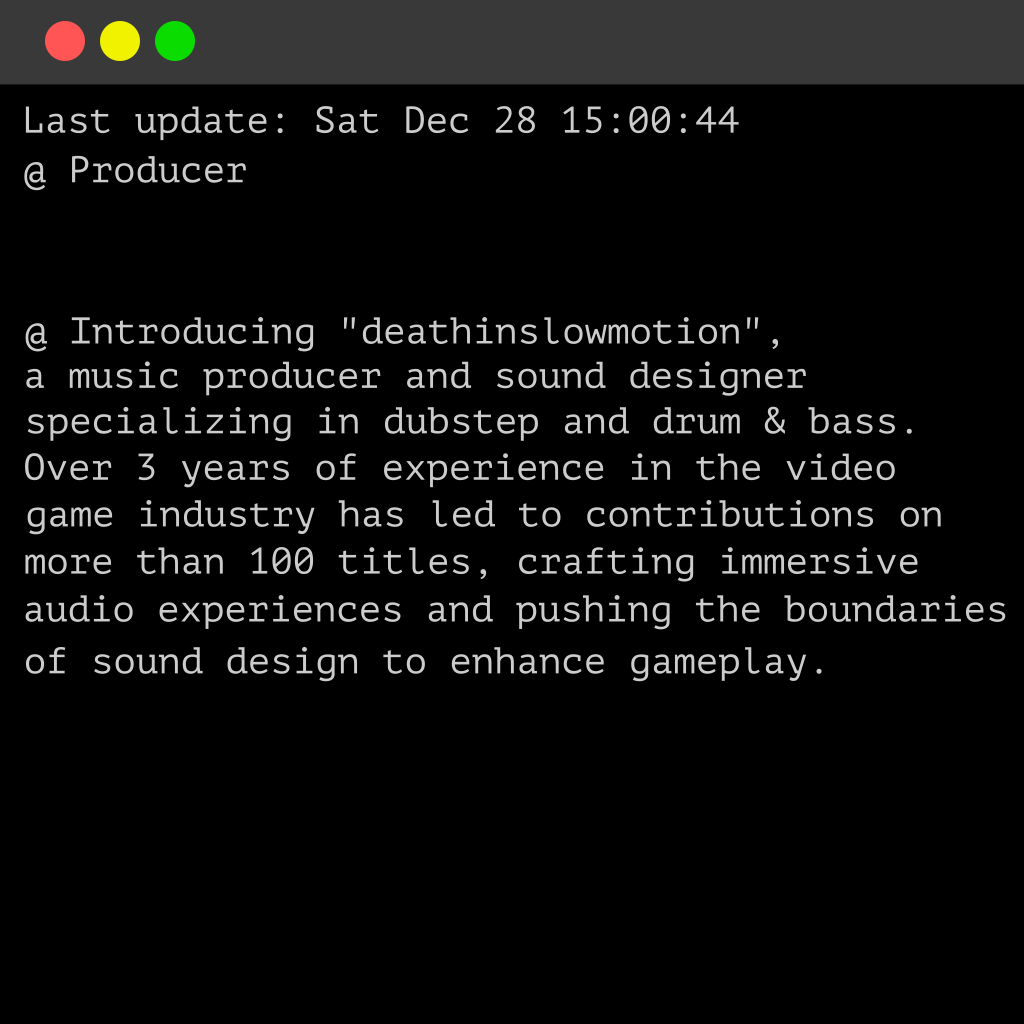 Last update: Sat Dec 28 15:00:44
@ Producer
@ Introducing "deathinslowmotion",
a music producer and sound designer
specializing in dubstep and drum & bass.
Over 3 years of experience in the video
game industry has led to contributions on
more than 100 titles, crafting immersive
audio experiences and pushing the boundaries
of sound design to enhance gameplay.